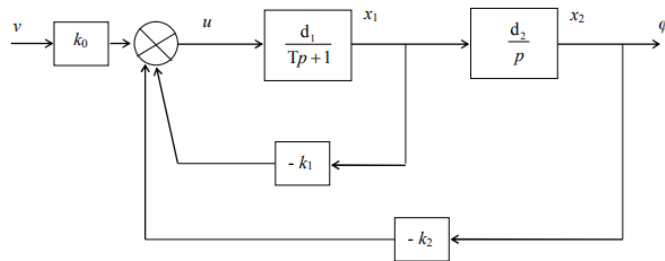 v
k₀
u
d₁
Tp + 1
x₁
d₂
p
x₂
φ
- k₁
- k₂